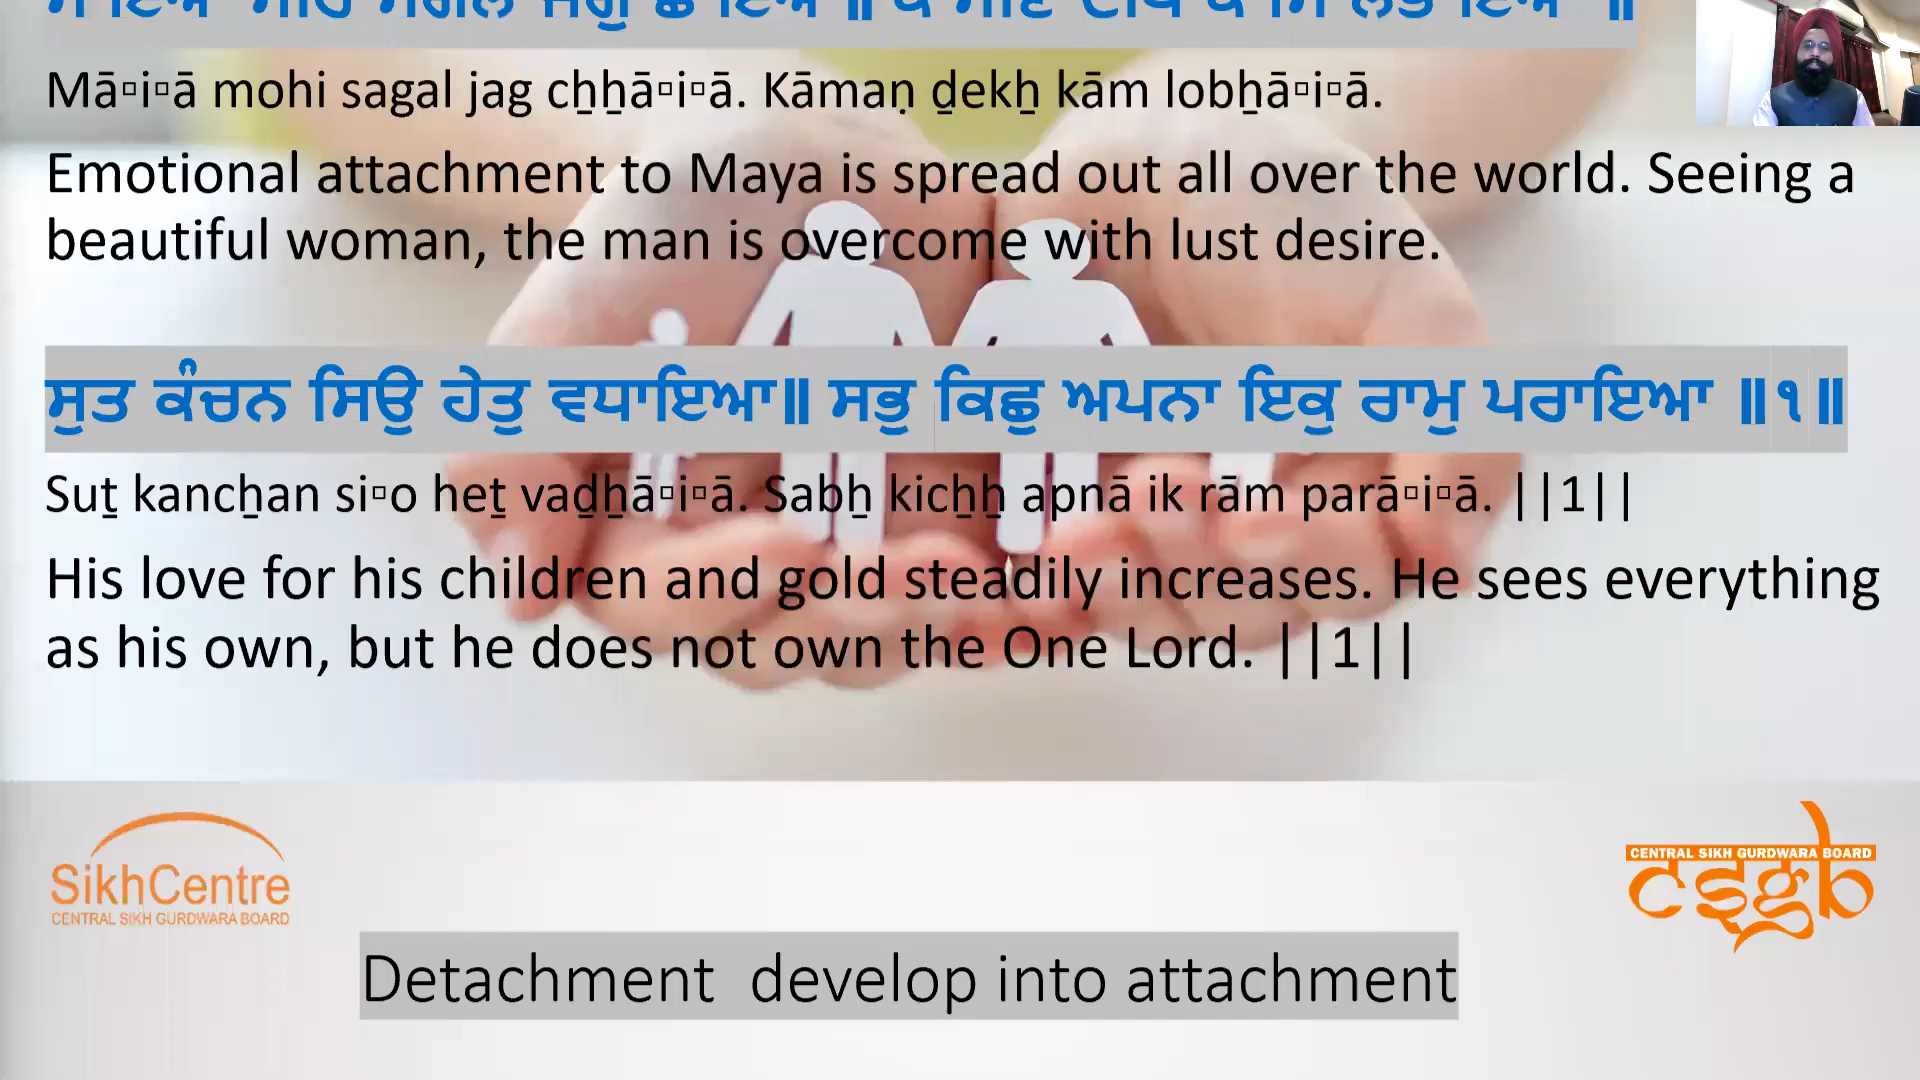 Mā▫i▫ā mohi sagal jag cẖẖā▫i▫ā. Kāmaṇ ḏekẖ kām lobẖā▫i▫ā.
Emotional attachment to Maya is spread out all over the world. Seeing a
beautiful woman, the man is overcome with lust desire.
ਸੁਤ ਕੰਚਨ ਸਿਉ ਹੇਤੁ ਵਧਾਇਆ॥ ਸਭੁ ਕਿਛੁ ਅਪਨਾ ਇਕੁ ਰਾਮੁ ਪਰਾਇਆ ॥੧॥
Suṯ kancẖan si▫o heṯ vaḏẖā▫i▫ā. Sabẖ kicẖẖ apnā ik rām parā▫i▫ā. ||1||
His love for his children and gold steadily increases. He sees everything
as his own, but he does not own the One Lord. ||1||
SikhCentre
CENTRAL SIKH GURDWARA BOARD
CENTRAL SIKH GURDWARA BOARD
csgb
Detachment  develop into attachment